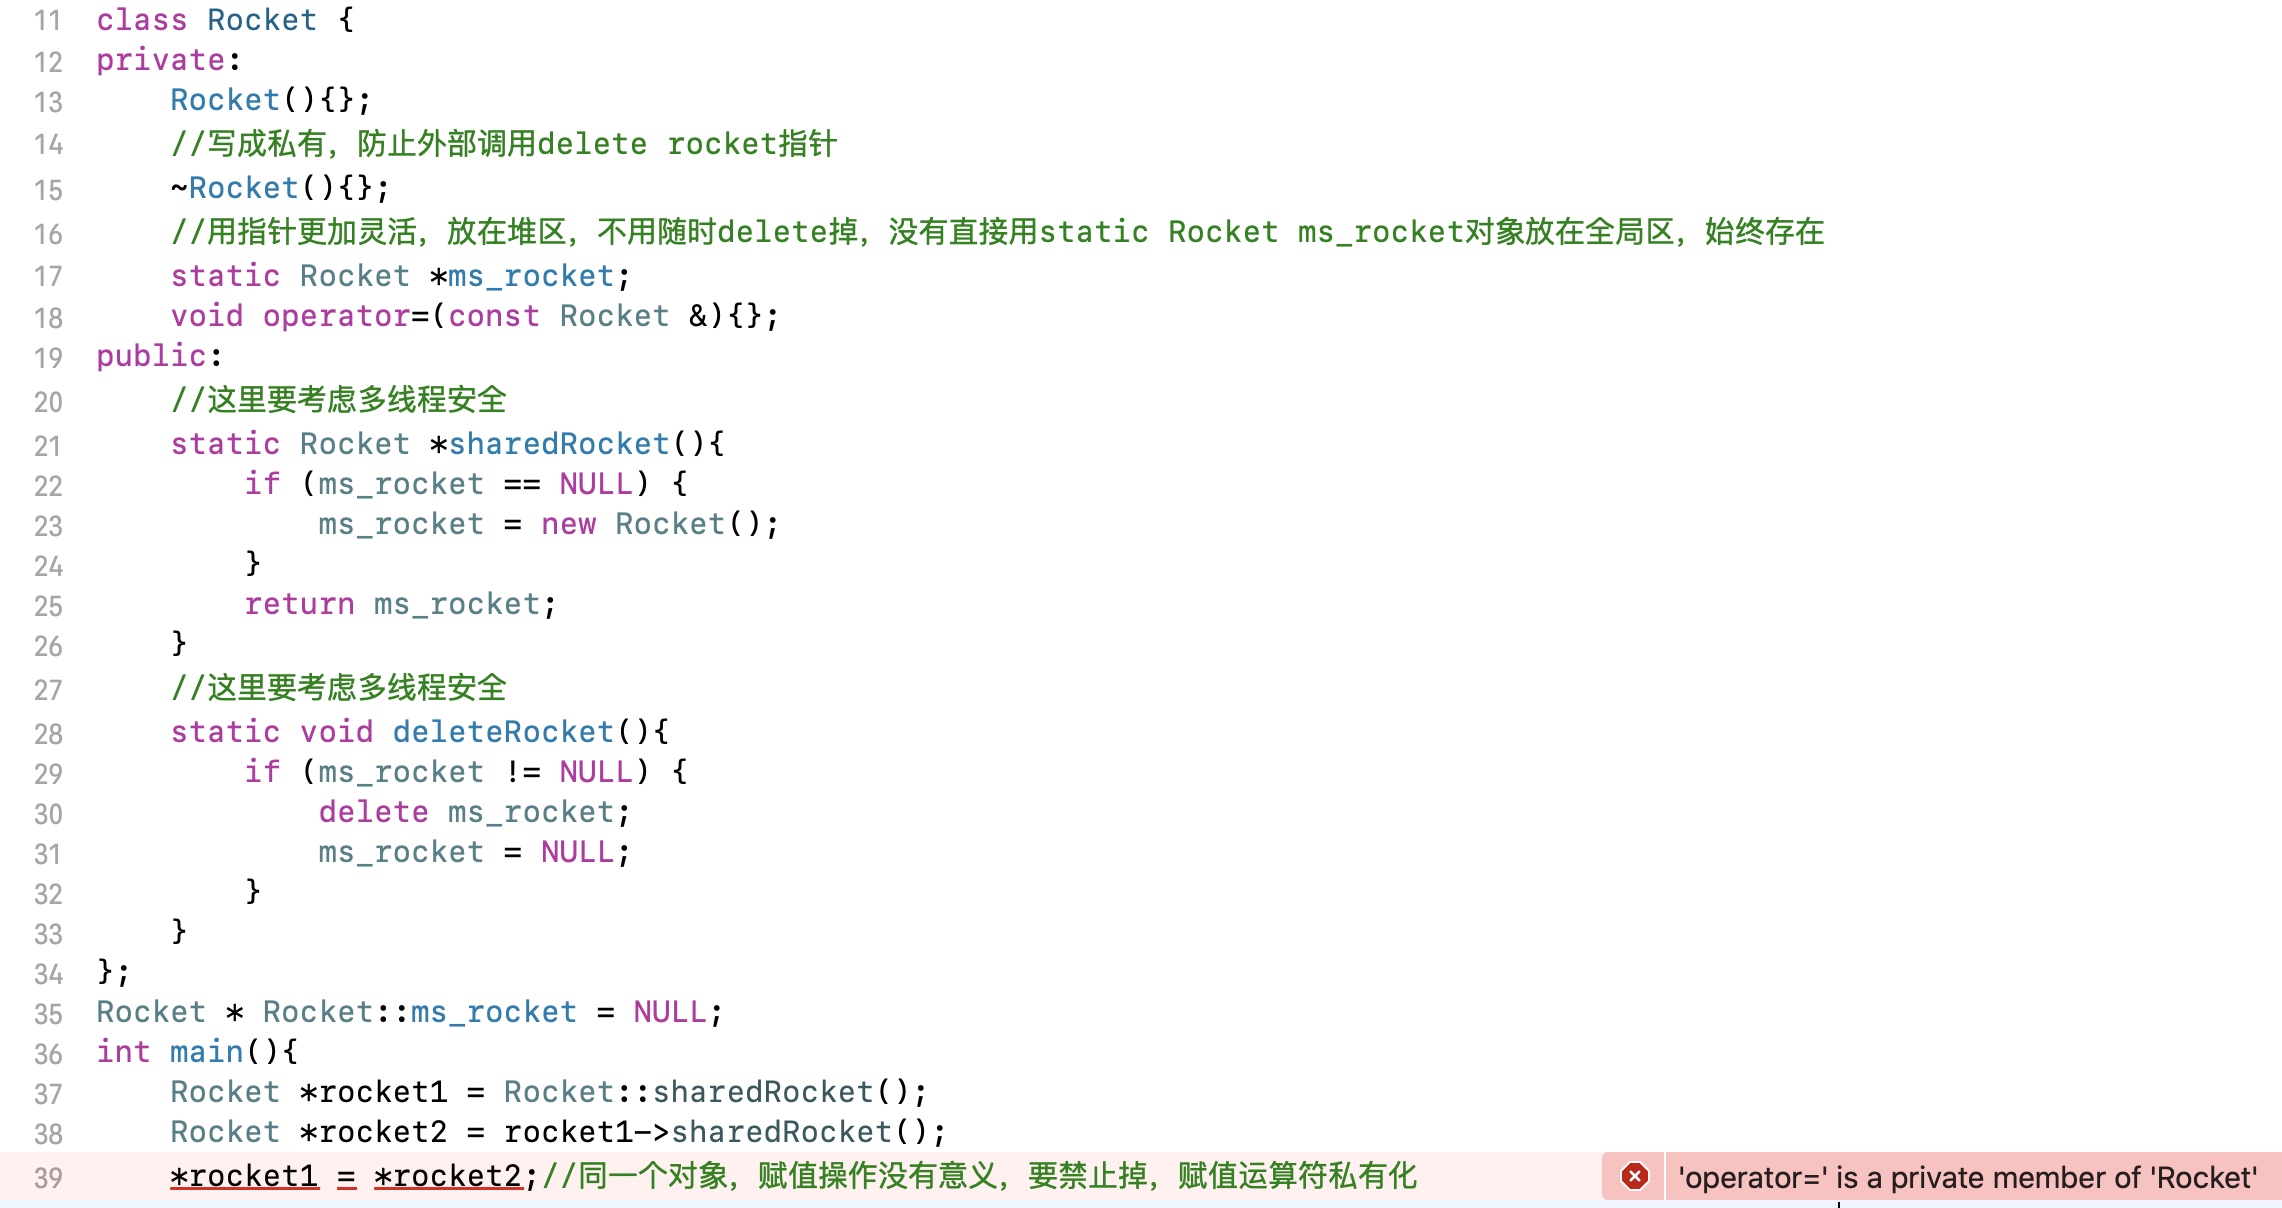 11 class Rocket {
12 private:
13     Rocket(){};
14     //写成私有，防止外部调用delete rocket指针
15     ~Rocket(){};
16     //用指针更加灵活，放在堆区，不用随时delete掉，没有直接用static Rocket ms_rocket对象放在全局区，始终存在
17     static Rocket *ms_rocket;
18     void operator=(const Rocket &){};
19 public:
20     //这里要考虑多线程安全
21     static Rocket *sharedRocket(){
22         if (ms_rocket == NULL) {
23             ms_rocket = new Rocket();
24         }
25         return ms_rocket;
26     }
27     //这里要考虑多线程安全
28     static void deleteRocket(){
29         if (ms_rocket != NULL) {
30             delete ms_rocket;
31             ms_rocket = NULL;
32         }
33     }
34 };
35 Rocket * Rocket::ms_rocket = NULL;
36 int main(){
37     Rocket *rocket1 = Rocket::sharedRocket();
38     Rocket *rocket2 = rocket1->sharedRocket();
39     *rocket1 = *rocket2;//同一个对象，赋值操作没有意义，要禁止掉，赋值运算符私有化 'operator=' is a private member of 'Rocket'